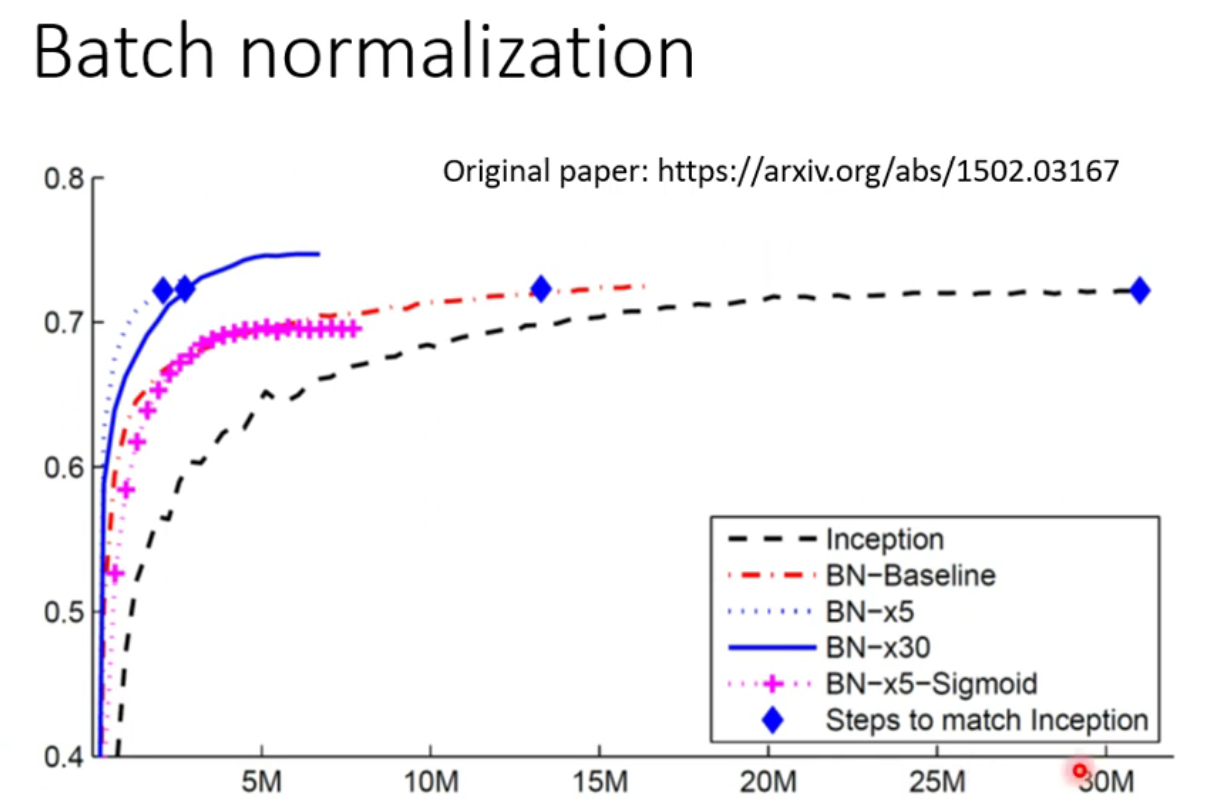 Batch normalization
Original paper: https://arxiv.org/abs/1502.03167
0.8
0.7
0.6
0.5
0.4
5M
10M
15M
20M
25M
30M
Inception
BN−Baseline
BN−x5
BN−x30
BN−x5−Sigmoid
Steps to match Inception